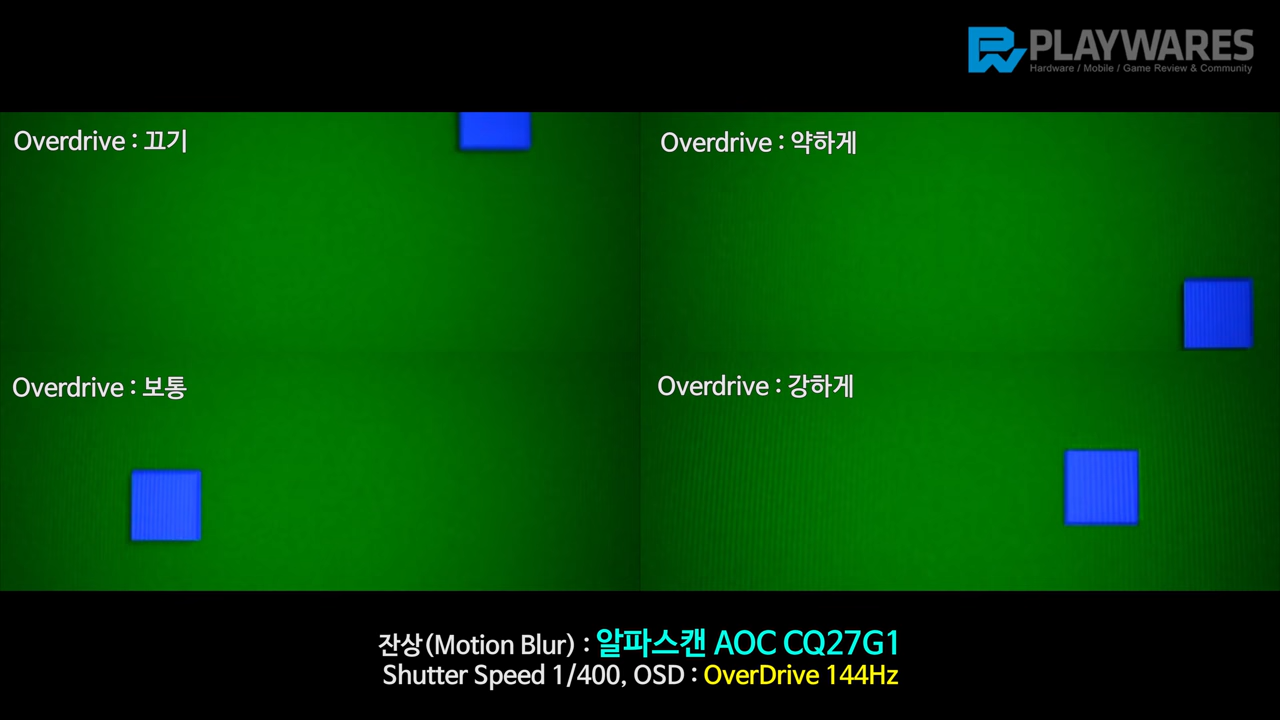 PLAYWARES
Hardware / Mobile / Game Review & Community
Overdrive : 끄기
Overdrive : 약하게
Overdrive : 보통
Overdrive : 강하게
잔상(Motion Blur) : 알파스캔 AOC CQ27G1
Shutter Speed 1/400, OSD : OverDrive 144Hz